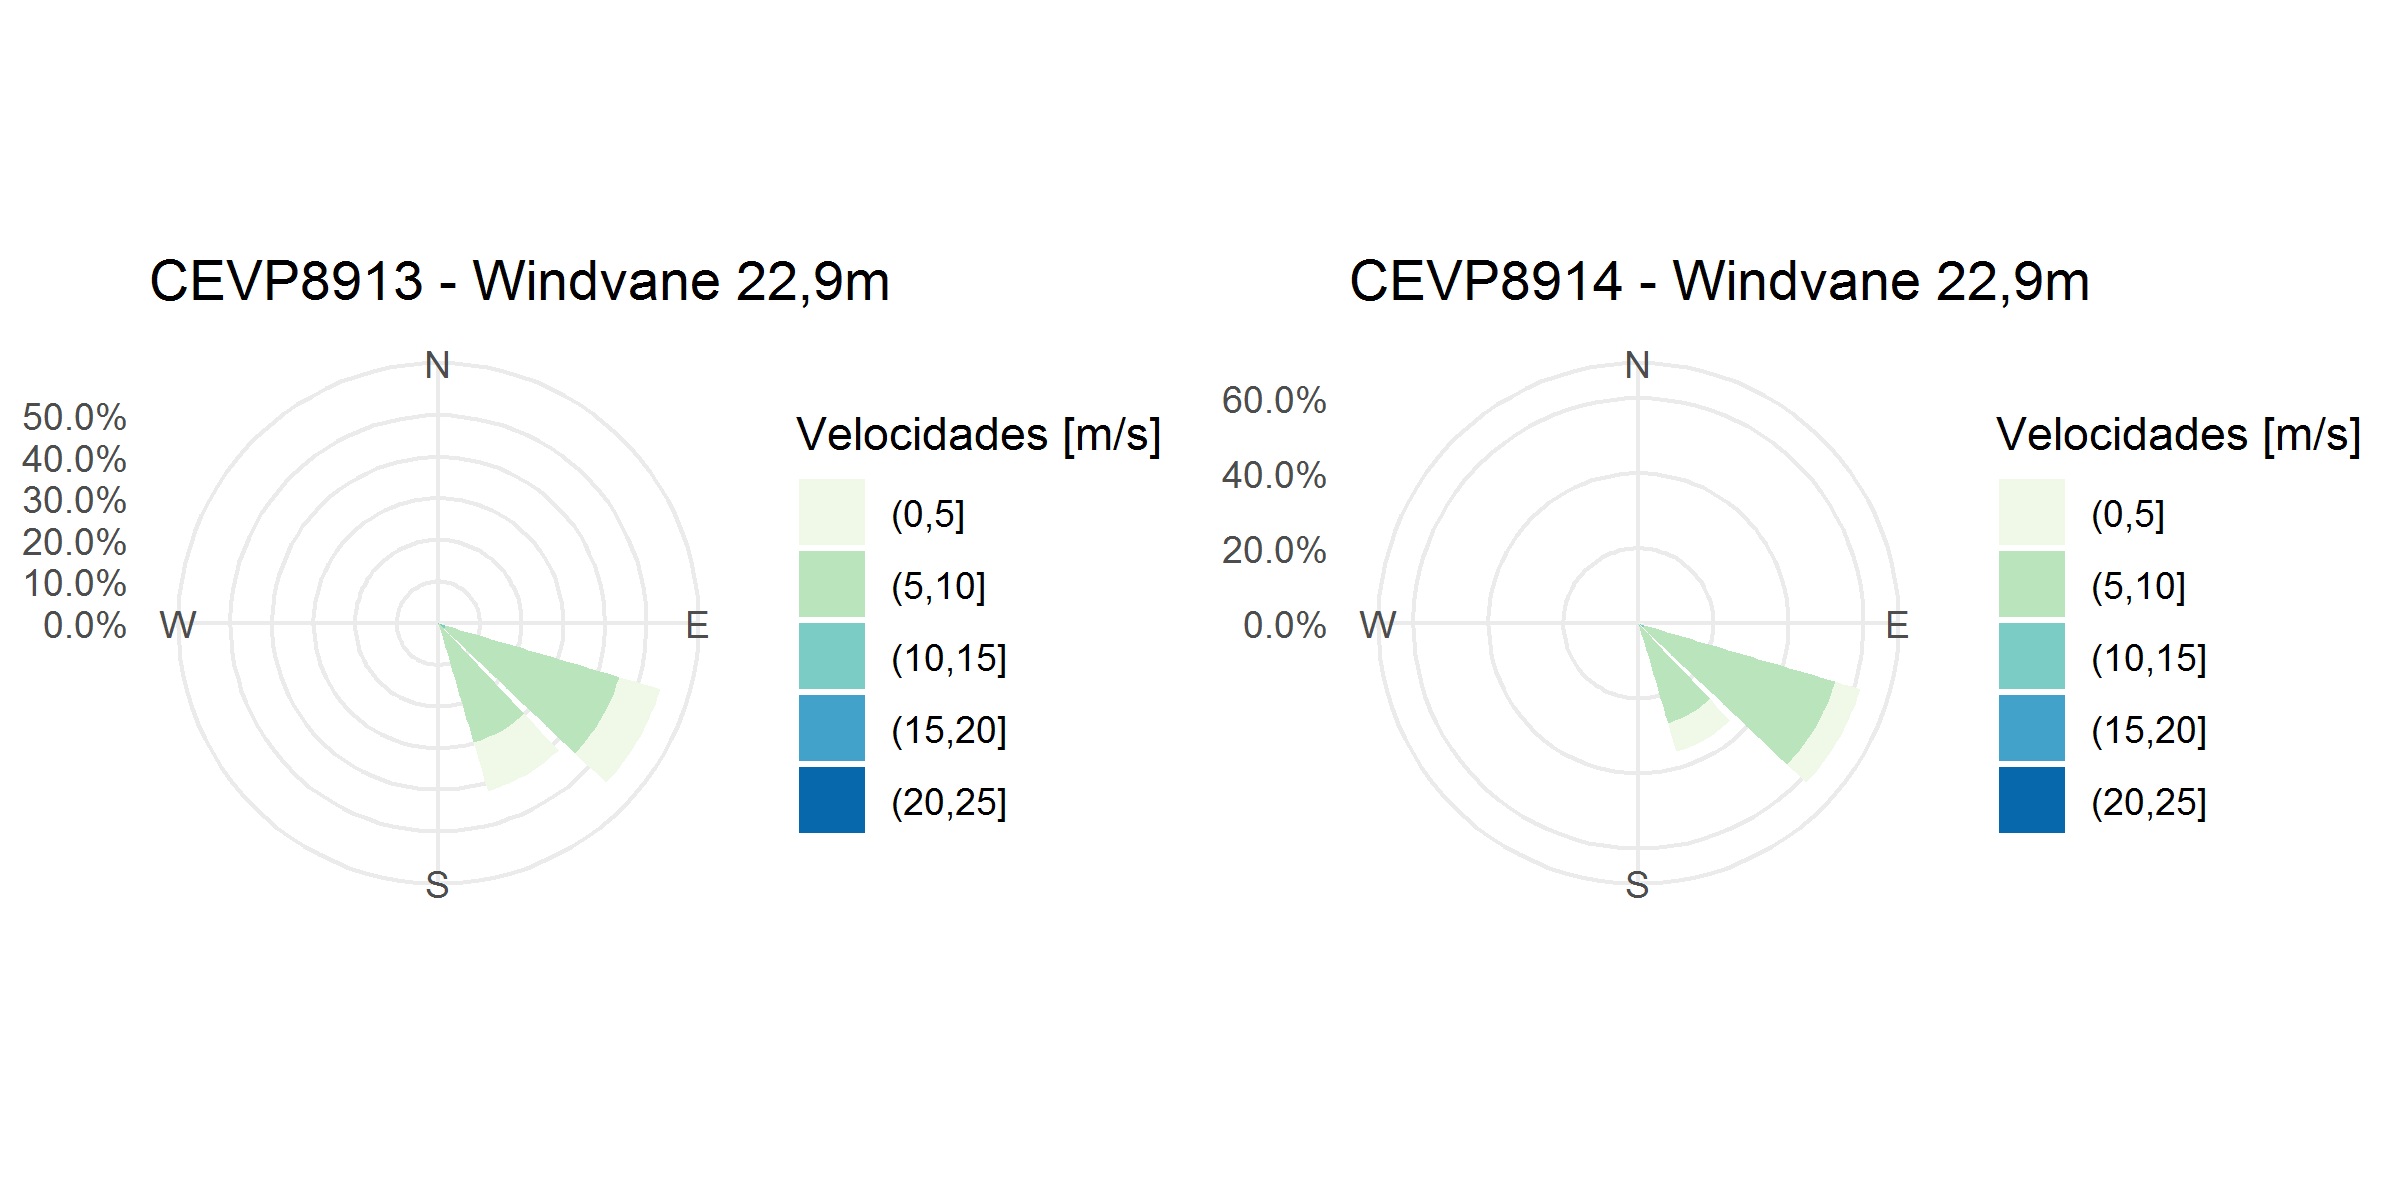 CEVP8913 - Windvane 22,9m
N
50.0%
40.0%
30.0%
20.0%
10.0%
0.0%
W
E
S
Velocidades [m/s]
(0,5]
(5,10]
(10,15]
(15,20]
(20,25]
CEVP8914 - Windvane 22,9m
N
60.0%
40.0%
20.0%
0.0%
W
E
S
Velocidades [m/s]
(0,5]
(5,10]
(10,15]
(15,20]
(20,25]